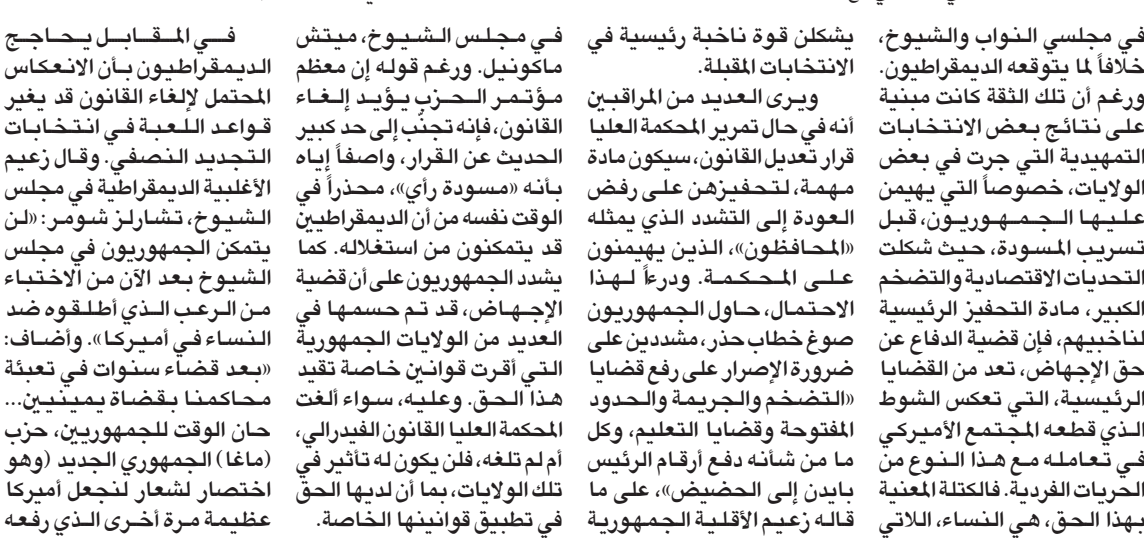 في مجلسي النواب والشيوخ،
خلافاً لما يتوقعه الديمقراطيون.
ورغم أن تلك الثقة كانت مبنية
على نتائج بعض الانتخابات
التمهيدية التي جرت في بعض
الولايات، خصوصاً التي يهيمن
عليها الجمهوريون، قبل
تسريب المسودة، حيث شكلت
التحديات الاقتصادية والتضخم
الكبير، مادة التحفيز الرئيسية
لناخبيهم، فإن قضية الدفاع عن
حق الإجهاض، تعد من القضايا
الرئيسية، التي تعكس الشوط
الذي قطعه المجتمع الأميركي
في تعامله مع هذا النوع من
الحريات الفردية. فالكتلة المعنية
بهذا الحق، هي النساء، اللاتي
يشكلن قوة ناخبة رئيسية في
الانتخابات المقبلة.
ويرى العديد من المراقبين
أنه في حال تمرير المحكمة العليا
قرار تعديل القانون، سيكون مادة
مهمة، لتحفيزهن على رفض
العودة إلى التشدد الذي يمثله
«المحافظون»، الذين يهيمنون
على المحكمة. ودرءاً لهذا
الاحتمال، حاول الجمهوريون
صوغ خطاب حذر، مشددين على
ضرورة الإصرار على رفع قضايا
«التضخم والجريمة والحدود
المفتوحة وقضايا التعليم، وكل
ما من شأنه دفع أرقام الرئيس
بايدن إلى الحضيض»، على ما
قاله زعيم الأقلية الجمهورية
في مجلس الشيوخ، ميتش
ماكونيل. ورغم قوله إن معظم
مؤتمر الحزب يؤيد إلغاء
القانون، فإنه تجنّب إلى حد كبير
الحديث عن القرار، واصفاً إياه
بأنه «مسودة رأي»، محذراً في
الوقت نفسه من أن الديمقراطيين
قد يتمكنون من استغلاله. كما
يشدد الجمهوريون على أن قضية
الإجهاض، قد تم حسمها في
العديد من الولايات الجمهورية
التي أقرت قوانين خاصة تقيد
هذا الحق. وعليه، سواء ألغت
المحكمة العليا القانون الفيدرالي،
أم لم تلغه، فلن يكون له تأثير في
تلك الولايات، بما أن لديها الحق
في تطبيق قوانينها الخاصة.
في المقابل يحاجج
الديمقراطيون بأن الانعكاس
المحتمل لإلغاء القانون قد يغير
قواعد اللعبة في انتخابات
التجديد النصفي. وقال زعيم
الأغلبية الديمقراطية في مجلس
الشيوخ، تشارلز شومر: «لن
يتمكن الجمهوريون في مجلس
الشيوخ بعد الآن من الاختباء
من الرعب الذي أطلقوه ضد
النساء في أميركا». وأضاف:
«بعد قضاء سنوات في تعبئة
محاكمنا بقضاة يمينيين...
حان الوقت للجمهوريين، حزب
(ماغا) الجمهوري الجديد (وهو
اختصار لشعار لنجعل أميركا
عظيمة مرة أخرى الذي رفعه